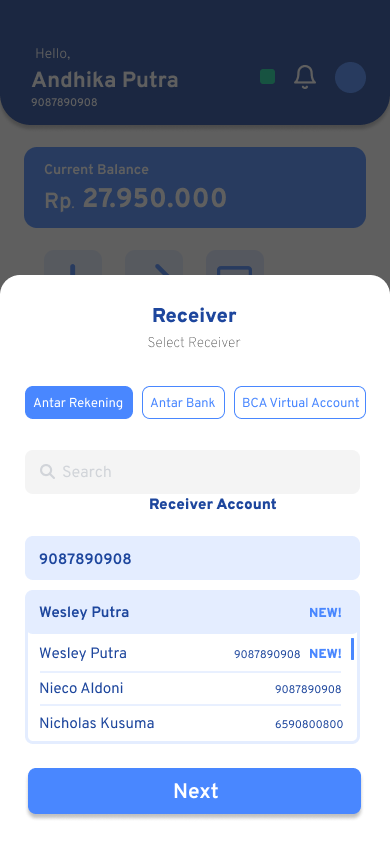 Hello,
Andhika Putra
9087890908
Current Balance
Rp. 27.950.000
Receiver
Select Receiver
Antar Rekening
Antar Bank
BCA Virtual Account
Search
Receiver Account
9087890908
Wesley Putra NEW!
Wesley Putra 9087890908 NEW!
Nieco Aldoni 9087890908
Nicholas Kusuma 6590800800
Next